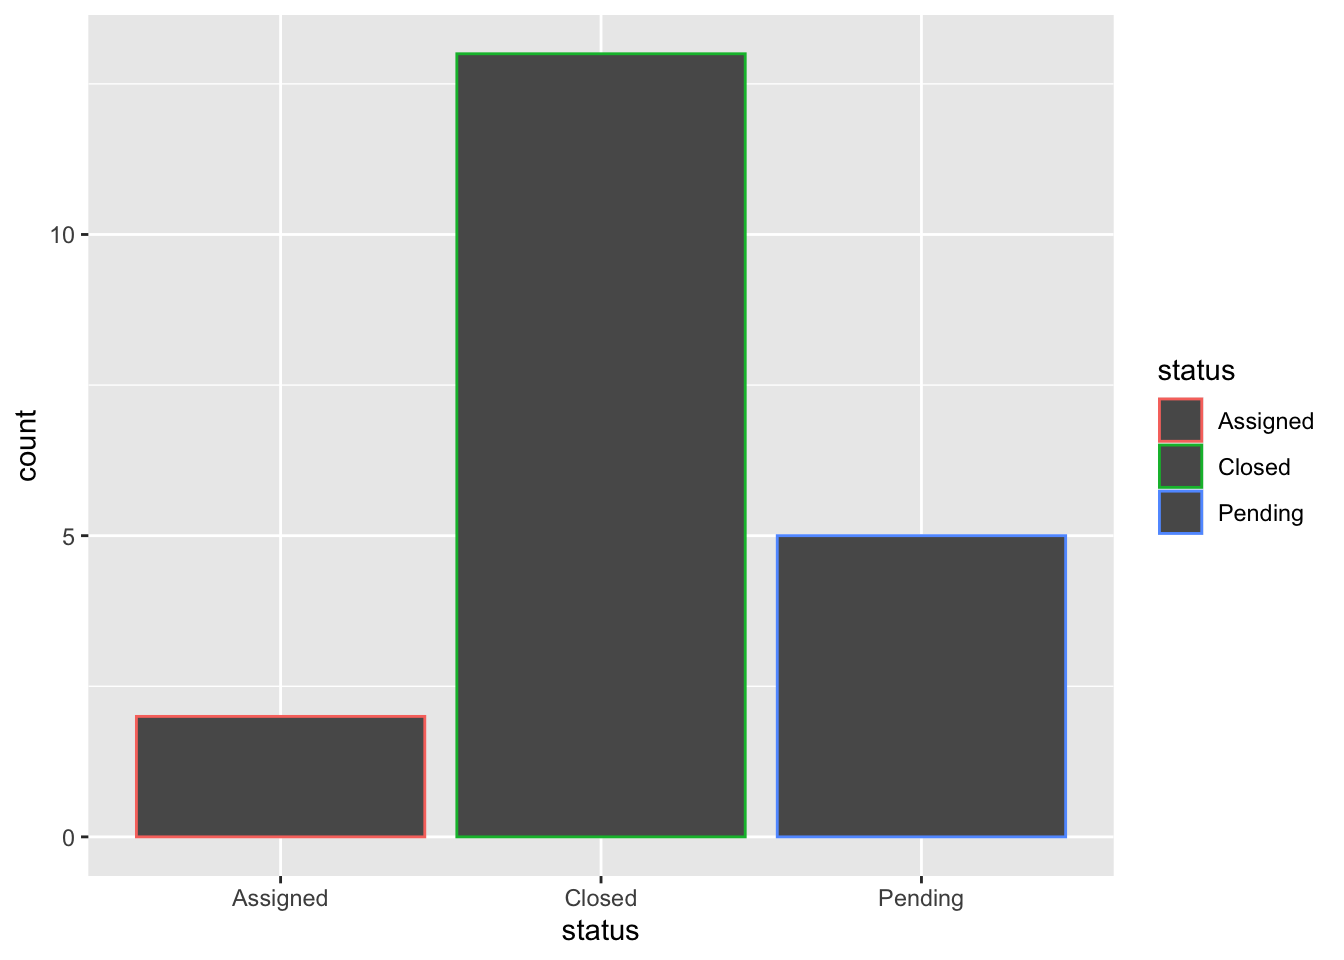 count
10
5
0
Assigned
Closed
Pending
status
status
Assigned
Closed
Pending